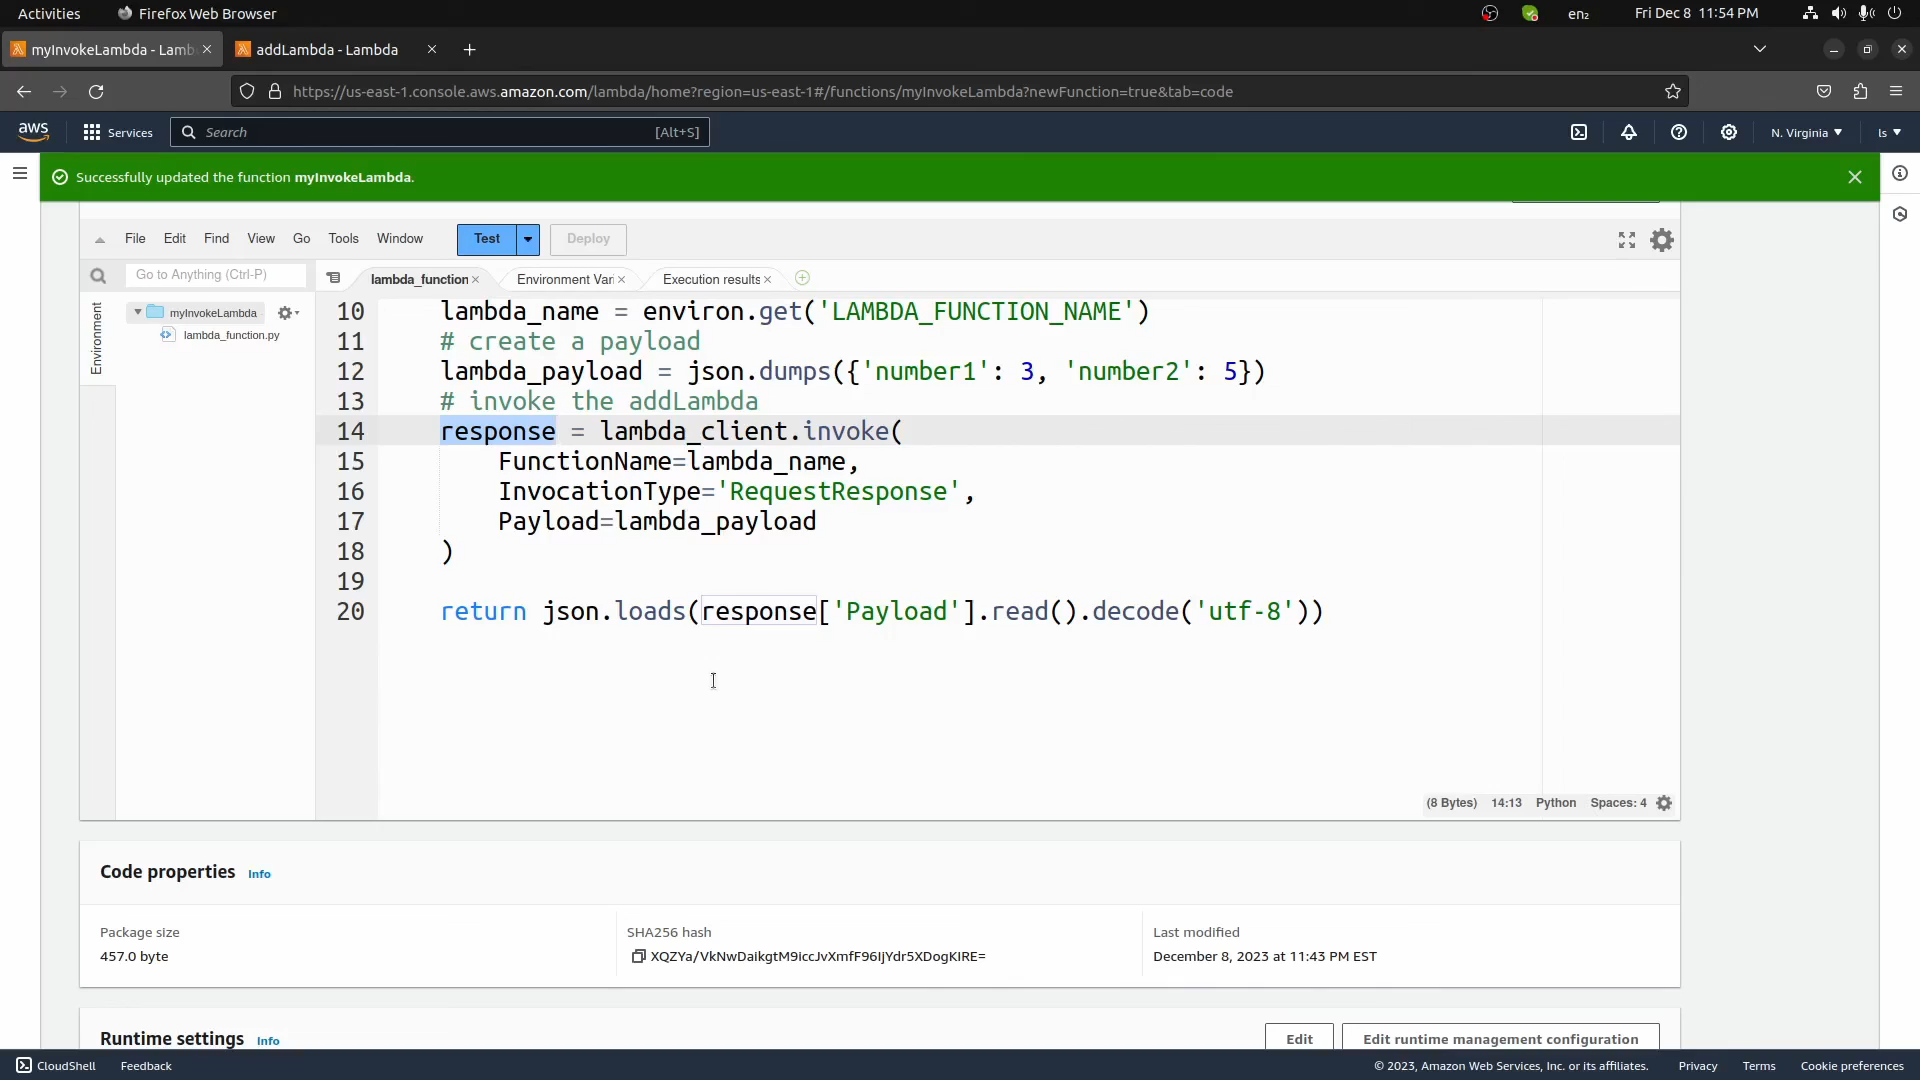 Activities Firefox Web Browser en₂ Fri Dec 8 11:54 PM
myInvokeLambda - Lamb addLambda - Lambda
https://us-east-1.console.aws.amazon.com/lambda/home?region=us-east-1#/functions/myInvokeLambda?newFunction=true&tab=code
aws Services Search [Alt+S] N. Virginia ls
Successfully updated the function myInvokeLambda.
File Edit Find View Go Tools Window Test Deploy
Go to Anything (Ctrl-P) lambda_function Environment Vari Execution results
Environment
myInvokeLambda
lambda_function.py
10 lambda_name = environ.get('LAMBDA_FUNCTION_NAME')
11 # create a payload
12 lambda_payload = json.dumps({'number1': 3, 'number2': 5})
13 # invoke the addLambda
14 response = lambda_client.invoke(
15 FunctionName=lambda_name,
16 InvocationType='RequestResponse',
17 Payload=lambda_payload
18 )
19
20 return json.loads(response['Payload'].read().decode('utf-8'))
(8 Bytes) 14:13 Python Spaces: 4
Code properties Info
Package size SHA256 hash Last modified
457.0 byte XQZYa/VkNwDaikgtM9iccJvXmfF96IjYdr5XDogKIRE= December 8, 2023 at 11:43 PM EST
Runtime settings Info Edit Edit runtime management configuration
CloudShell Feedback © 2023, Amazon Web Services, Inc. or its affiliates. Privacy Terms Cookie preferences